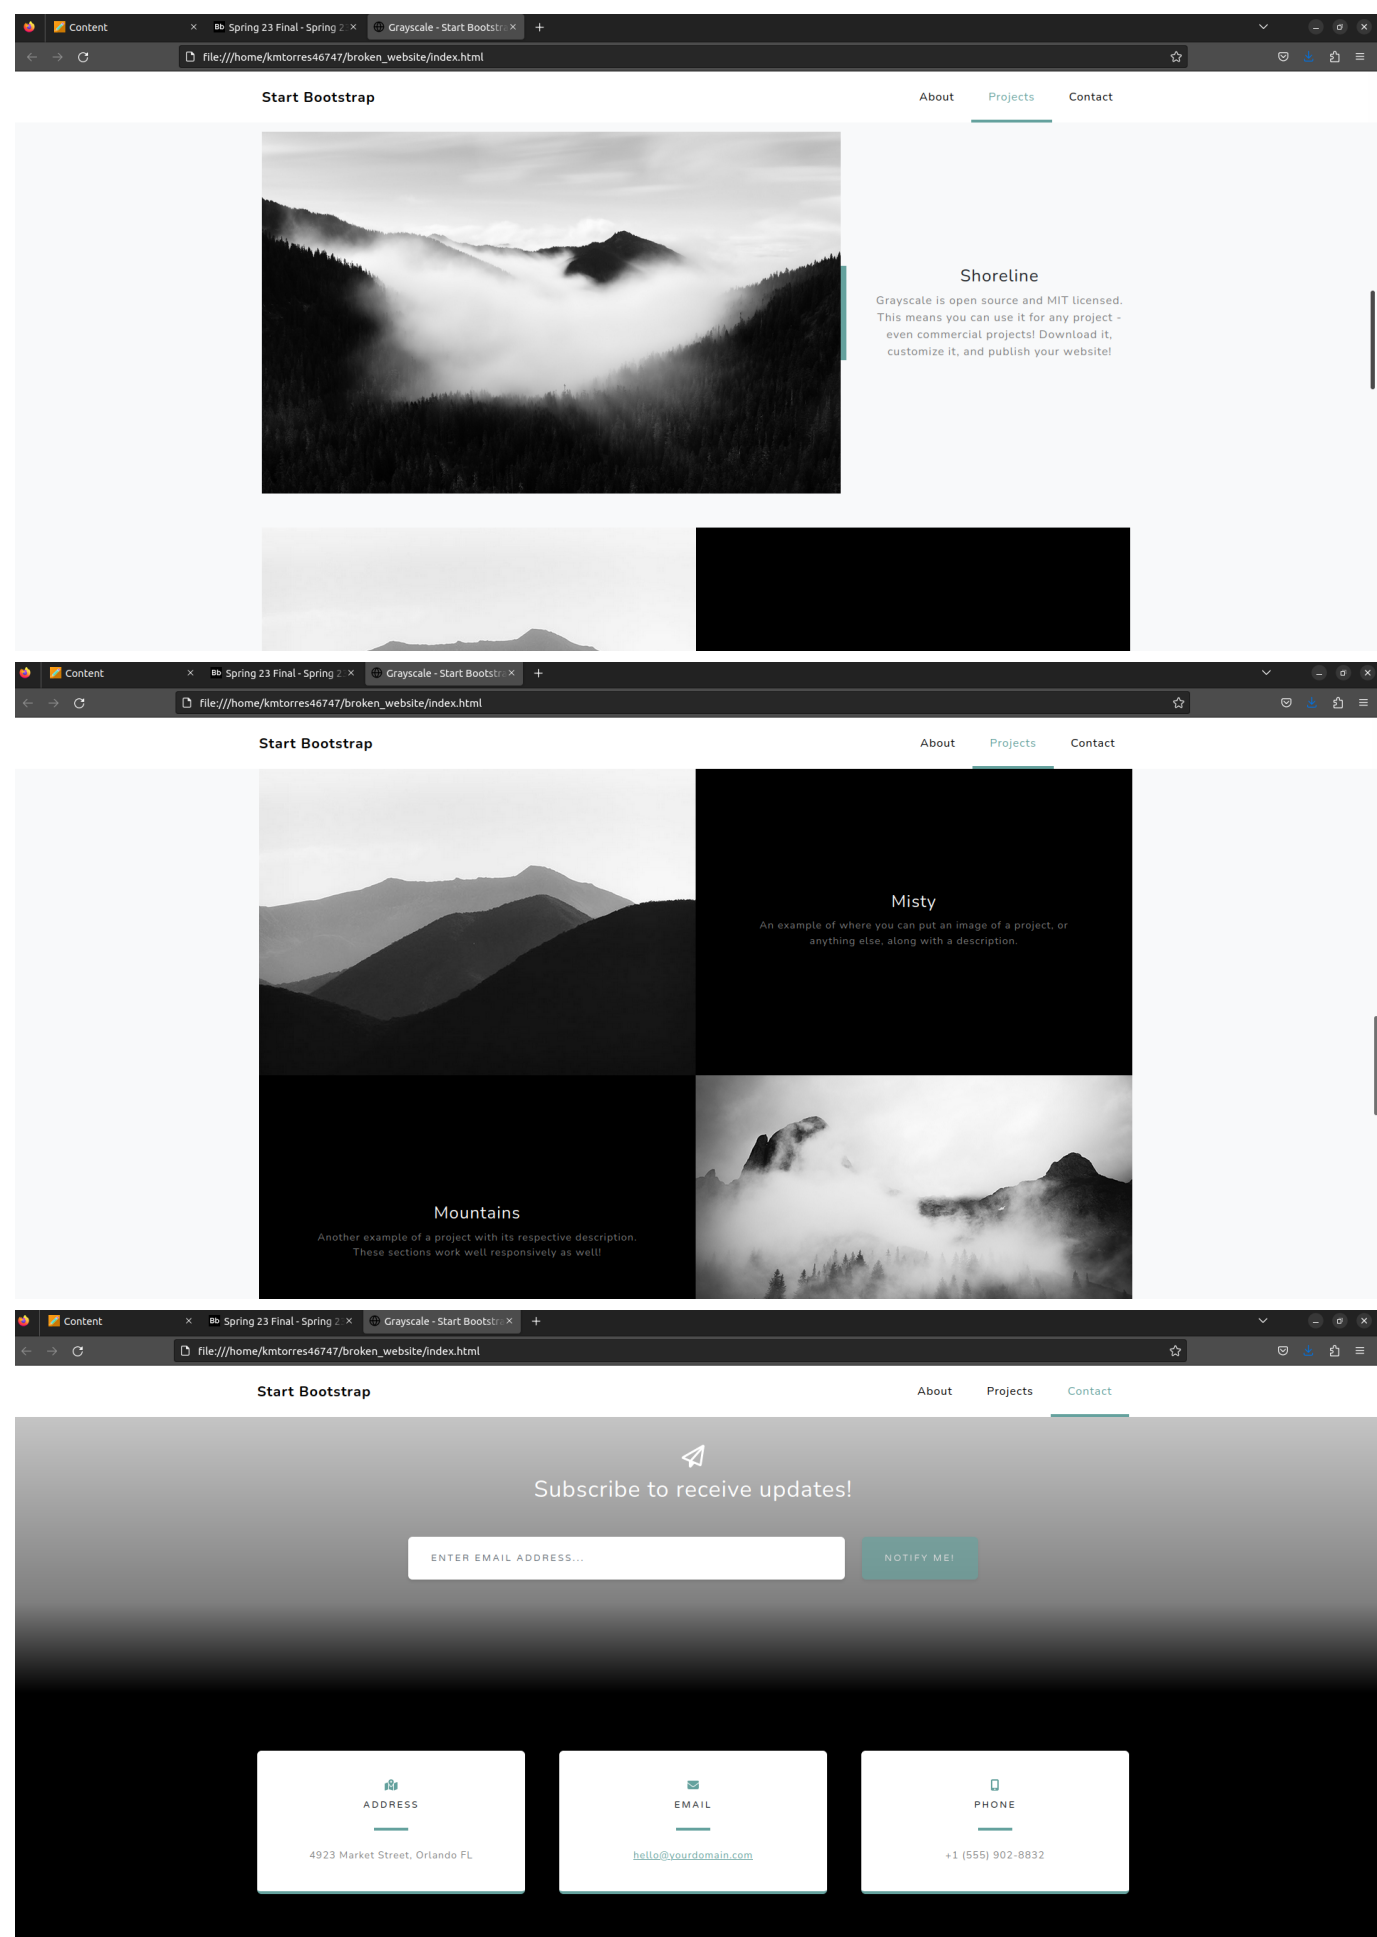 Content
Spring 23 Final - Spring 2
Grayscale - Start Bootstr
file:///home/kmtorres46747/broken_website/index.html
Start Bootstrap
About Projects Contact
Shoreline
Grayscale is open source and MIT licensed.
This means you can use it for any project -
even commercial projects! Download it,
customize it, and publish your website!
Content
Bb Spring 23 Final - Spring 2
Grayscale - Start Bootstr
file:///home/kmtorres46747/broken_website/index.html
Start Bootstrap
About Projects Contact
Misty
An example of where you can put an image of a project, or
anything else, along with a description.
Mountains
Another example of a project with its respective description.
These sections work well responsively as well!
Content
Bb Spring 23 Final - Spring 2
Grayscale - Start Bootstr
file:///home/kmtorres46747/broken_website/index.html
Start Bootstrap
About Projects Contact
Subscribe to receive updates!
ENTER EMAIL ADDRESS...
NOTIFY ME!
ADDRESS
4923 Market Street, Orlando FL
EMAIL
hello@yourdomain.com
PHONE
+1 (555) 902-8832